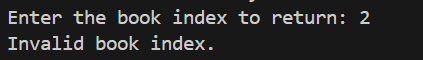 Enter the book index to return: 2
Invalid book index.